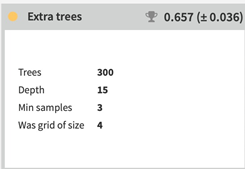 Extra trees 0.657 (± 0.036)
Trees 300
Depth 15
Min samples 3
Was grid of size 4